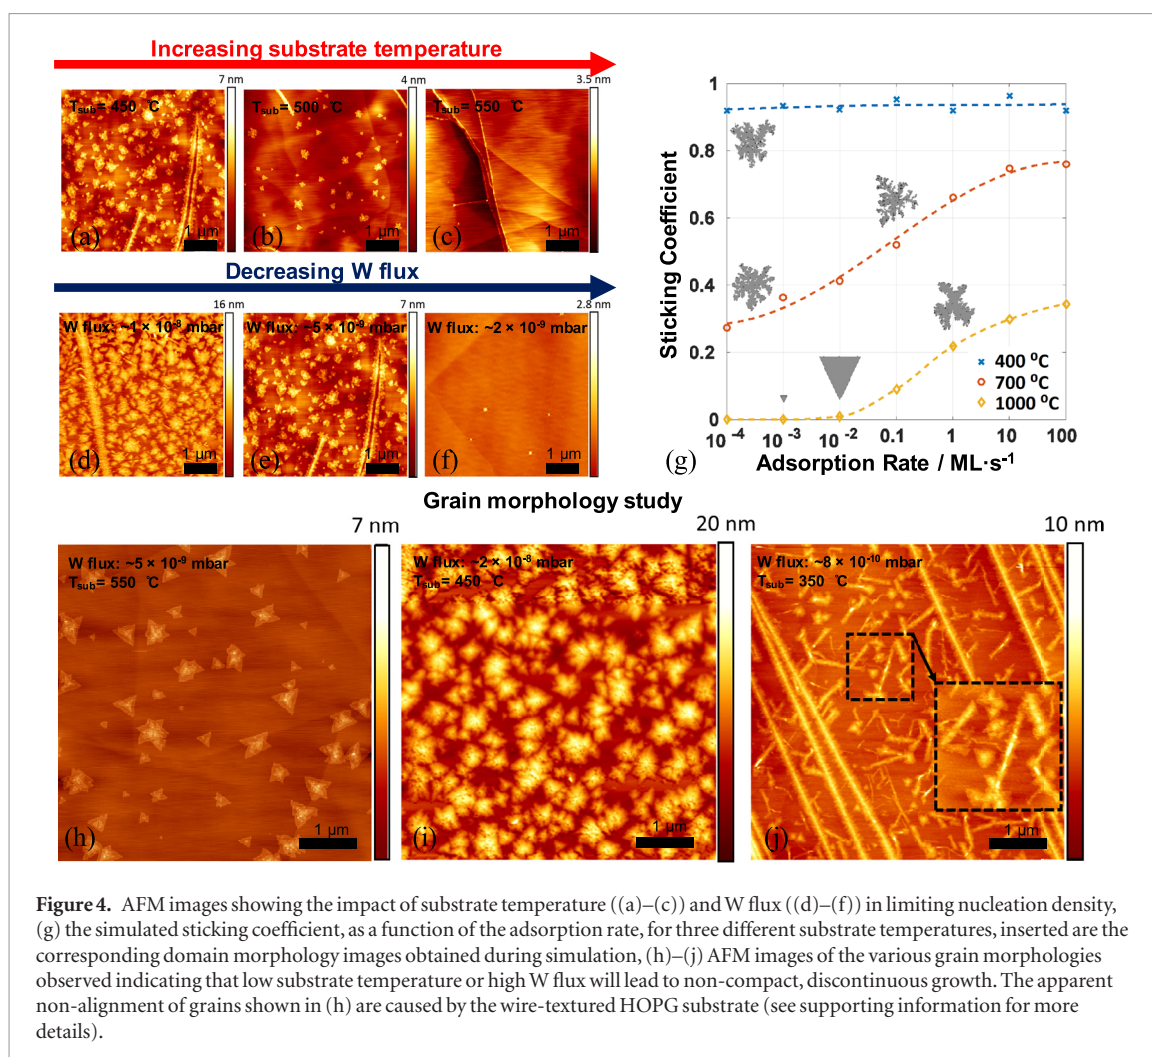 Increasing substrate temperature
7 nm
4 nm
3.5 nm
Tsub= 450 ℃
Tsub= 500 ℃
Tsub= 550 ℃
1 µm
1 µm
1 µm
(a)
(b)
(c)
Decreasing W flux
16 nm
7 nm
2.8 nm
W flux: ~1 × 10⁻⁸ mbar
W flux: ~5 × 10⁻⁹ mbar
W flux: ~2 × 10⁻⁹ mbar
1 µm
1 µm
1 µm
(d)
(e)
(f)
Sticking Coefficient
1
0.8
0.6
0.4
0.2
0
400 ⁰C
700 ⁰C
1000 ⁰C
10⁻⁴
10⁻³
10⁻²
0.1
1
10
100
(g)
Adsorption Rate / ML·s⁻¹
Grain morphology study
7 nm
20 nm
10 nm
W flux: ~5 × 10⁻⁹ mbar
Tsub= 550 ℃
W flux: ~2 × 10⁻⁸ mbar
Tsub= 450 ℃
W flux: ~8 × 10⁻¹⁰ mbar
Tsub= 350 ℃
1 µm
1 µm
1 µm
(h)
(i)
(j)
Figure 4. AFM images showing the impact of substrate temperature ((a)–(c)) and W flux ((d)–(f)) in limiting nucleation density,
(g) the simulated sticking coefficient, as a function of the adsorption rate, for three different substrate temperatures, inserted are the
corresponding domain morphology images obtained during simulation, (h)–(j) AFM images of the various grain morphologies
observed indicating that low substrate temperature or high W flux will lead to non-compact, discontinuous growth. The apparent
non-alignment of grains shown in (h) are caused by the wire-textured HOPG substrate (see supporting information for more
details).